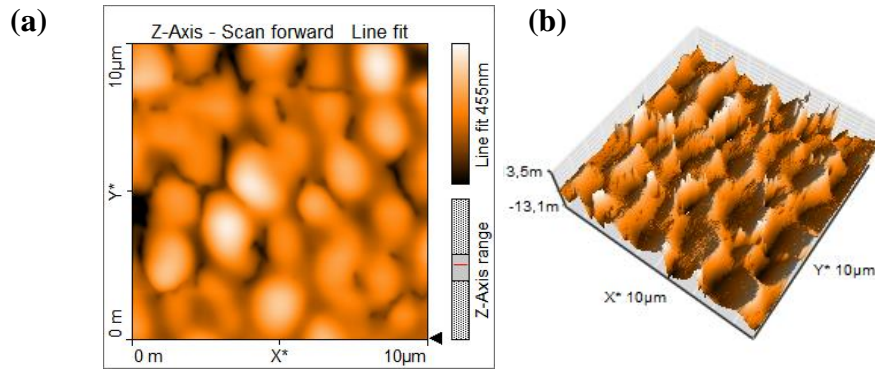 (a)
Z-Axis - Scan forward Line fit
10µm
Y*
0 m
0 m X* 10µm
Line fit 455nm
Z-Axis range
(b)
3,5m
-13,1m
X* 10µm
Y* 10µm